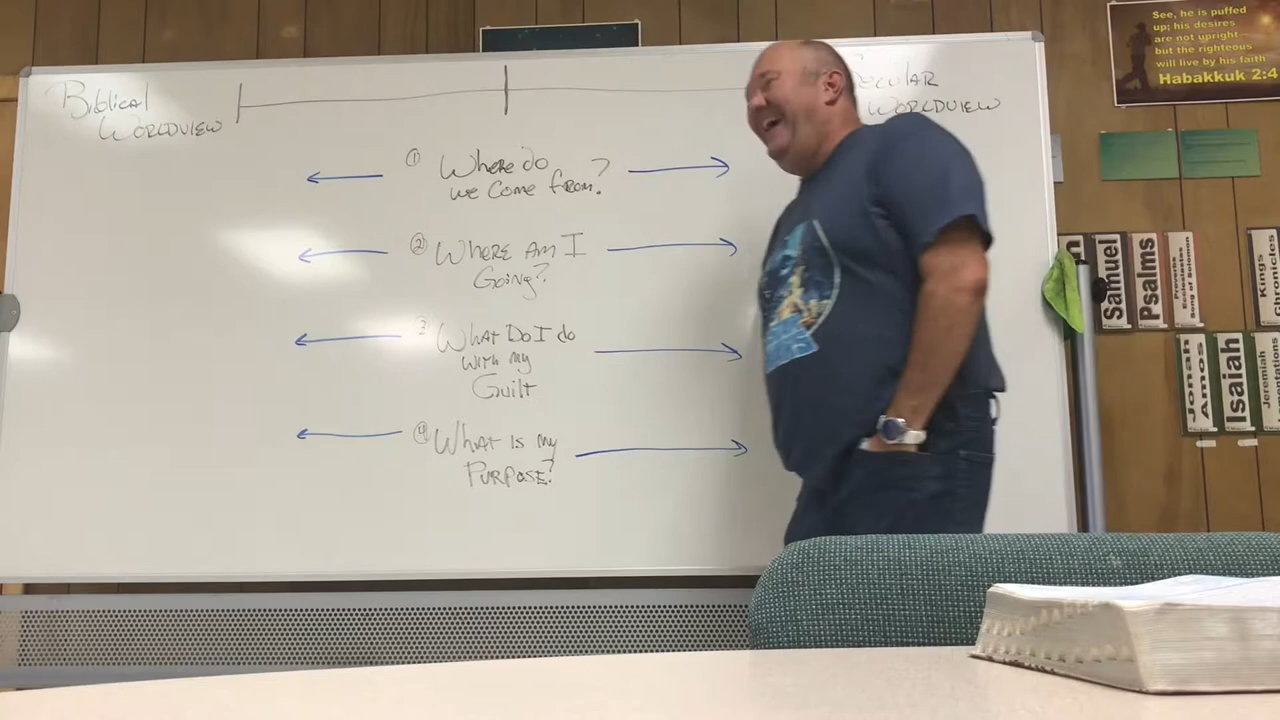 Biblical
Worldview
Secular
Worldview
① Where do
we come from?
② Where Am I
Going?
3 What Do I do
with my
Guilt
④ What Is my
Purpose?
See, he is puffed
up; his desires
are not upright
but the righteous
will live by his faith
Habakkuk 2:4
Samuel
Psalms
Proverbs
Ecclesiastes
Song of Solomon
Kings
Chronicles
Jonah
Amos
Isaiah
Jeremiah